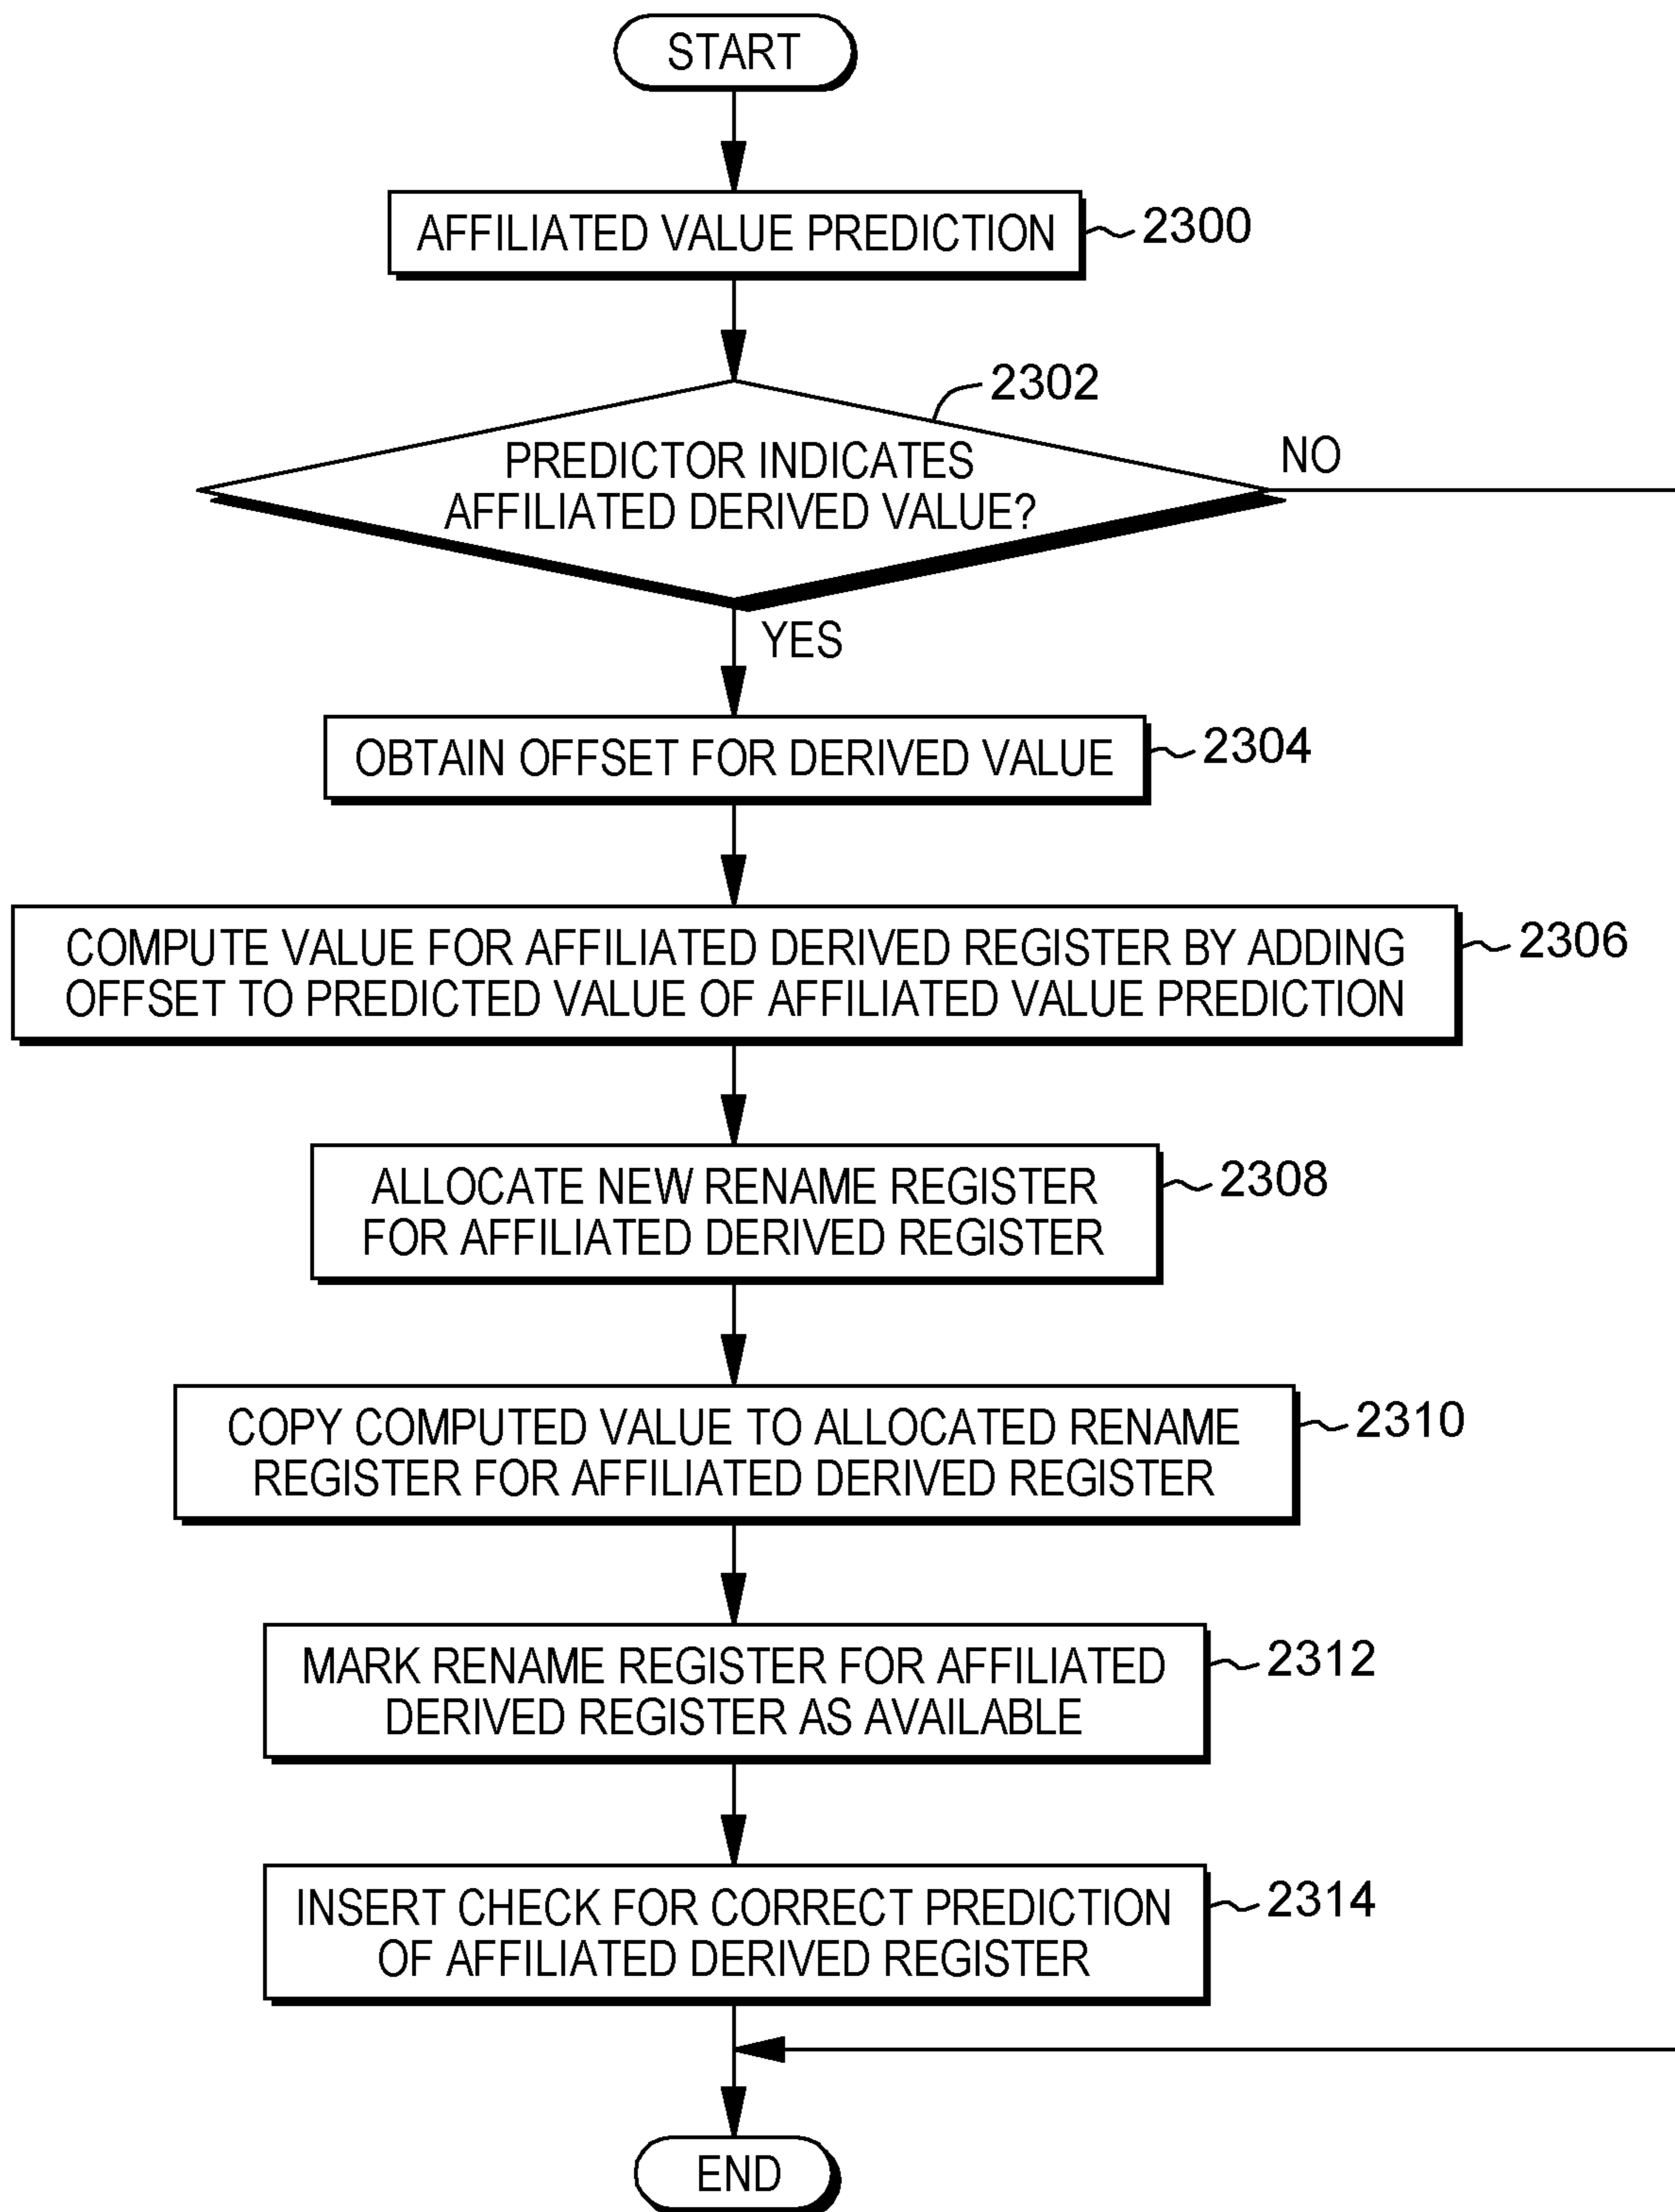 START
AFFILIATED VALUE PREDICTION
2300
2302
PREDICTOR INDICATES
AFFILIATED DERIVED VALUE?
NO
YES
OBTAIN OFFSET FOR DERIVED VALUE
2304
COMPUTE VALUE FOR AFFILIATED DERIVED REGISTER BY ADDING
OFFSET TO PREDICTED VALUE OF AFFILIATED VALUE PREDICTION
2306
ALLOCATE NEW RENAME REGISTER
FOR AFFILIATED DERIVED REGISTER
2308
COPY COMPUTED VALUE TO ALLOCATED RENAME
REGISTER FOR AFFILIATED DERIVED REGISTER
2310
MARK RENAME REGISTER FOR AFFILIATED
DERIVED REGISTER AS AVAILABLE
2312
INSERT CHECK FOR CORRECT PREDICTION
OF AFFILIATED DERIVED REGISTER
2314
END